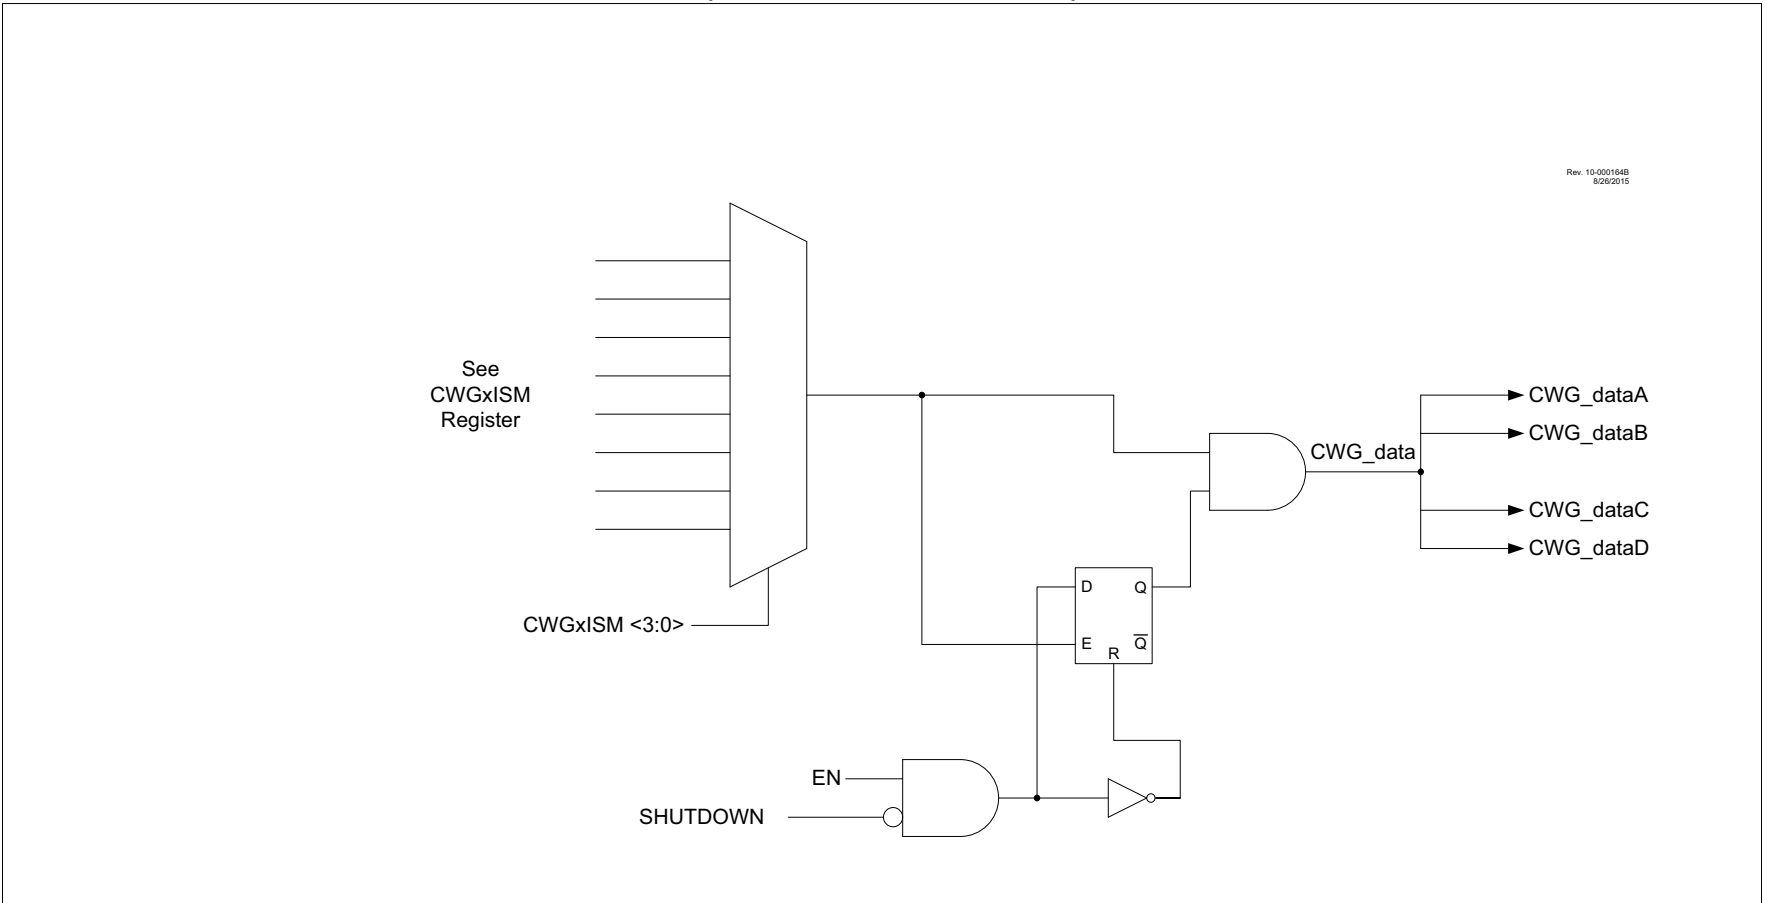 Rev. 10-000164B
8/26/2015
See
CWGxISM
Register
CWG_data
CWG_dataA
CWG_dataB
CWG_dataC
CWG_dataD
CWGxISM <3:0>
D
Q
E
Q̅
R
EN
SHUTDOWN